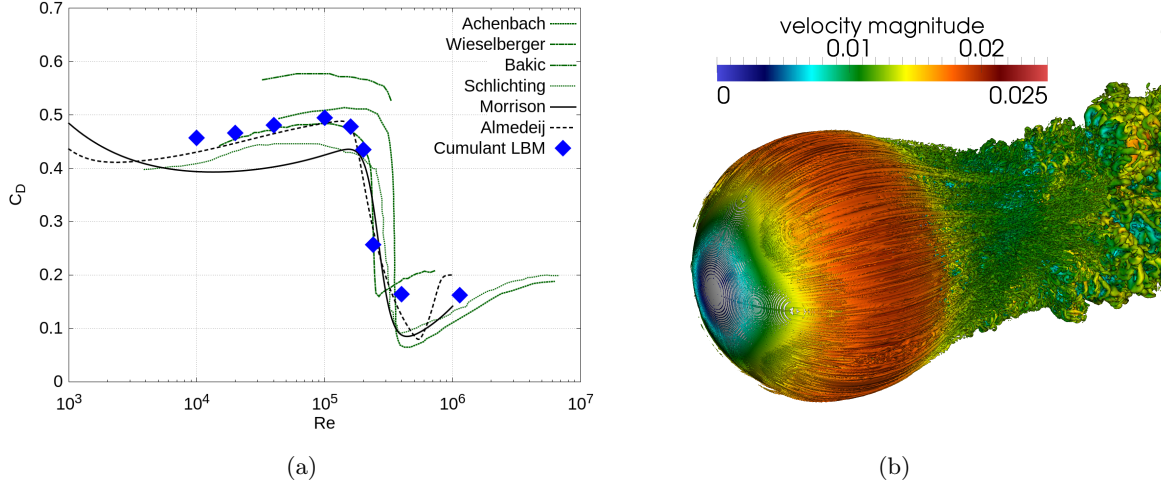 0.7
0.6
0.5
0.4
0.3
0.2
0.1
0
C_D
10^3
10^4
10^5
10^6
10^7
Re
Achenbach
Wieselberger
Bakic
Schlichting
Morrison
Almedeij
Cumulant LBM
(a)
velocity magnitude
0.01 0.02
0 0.025
(b)